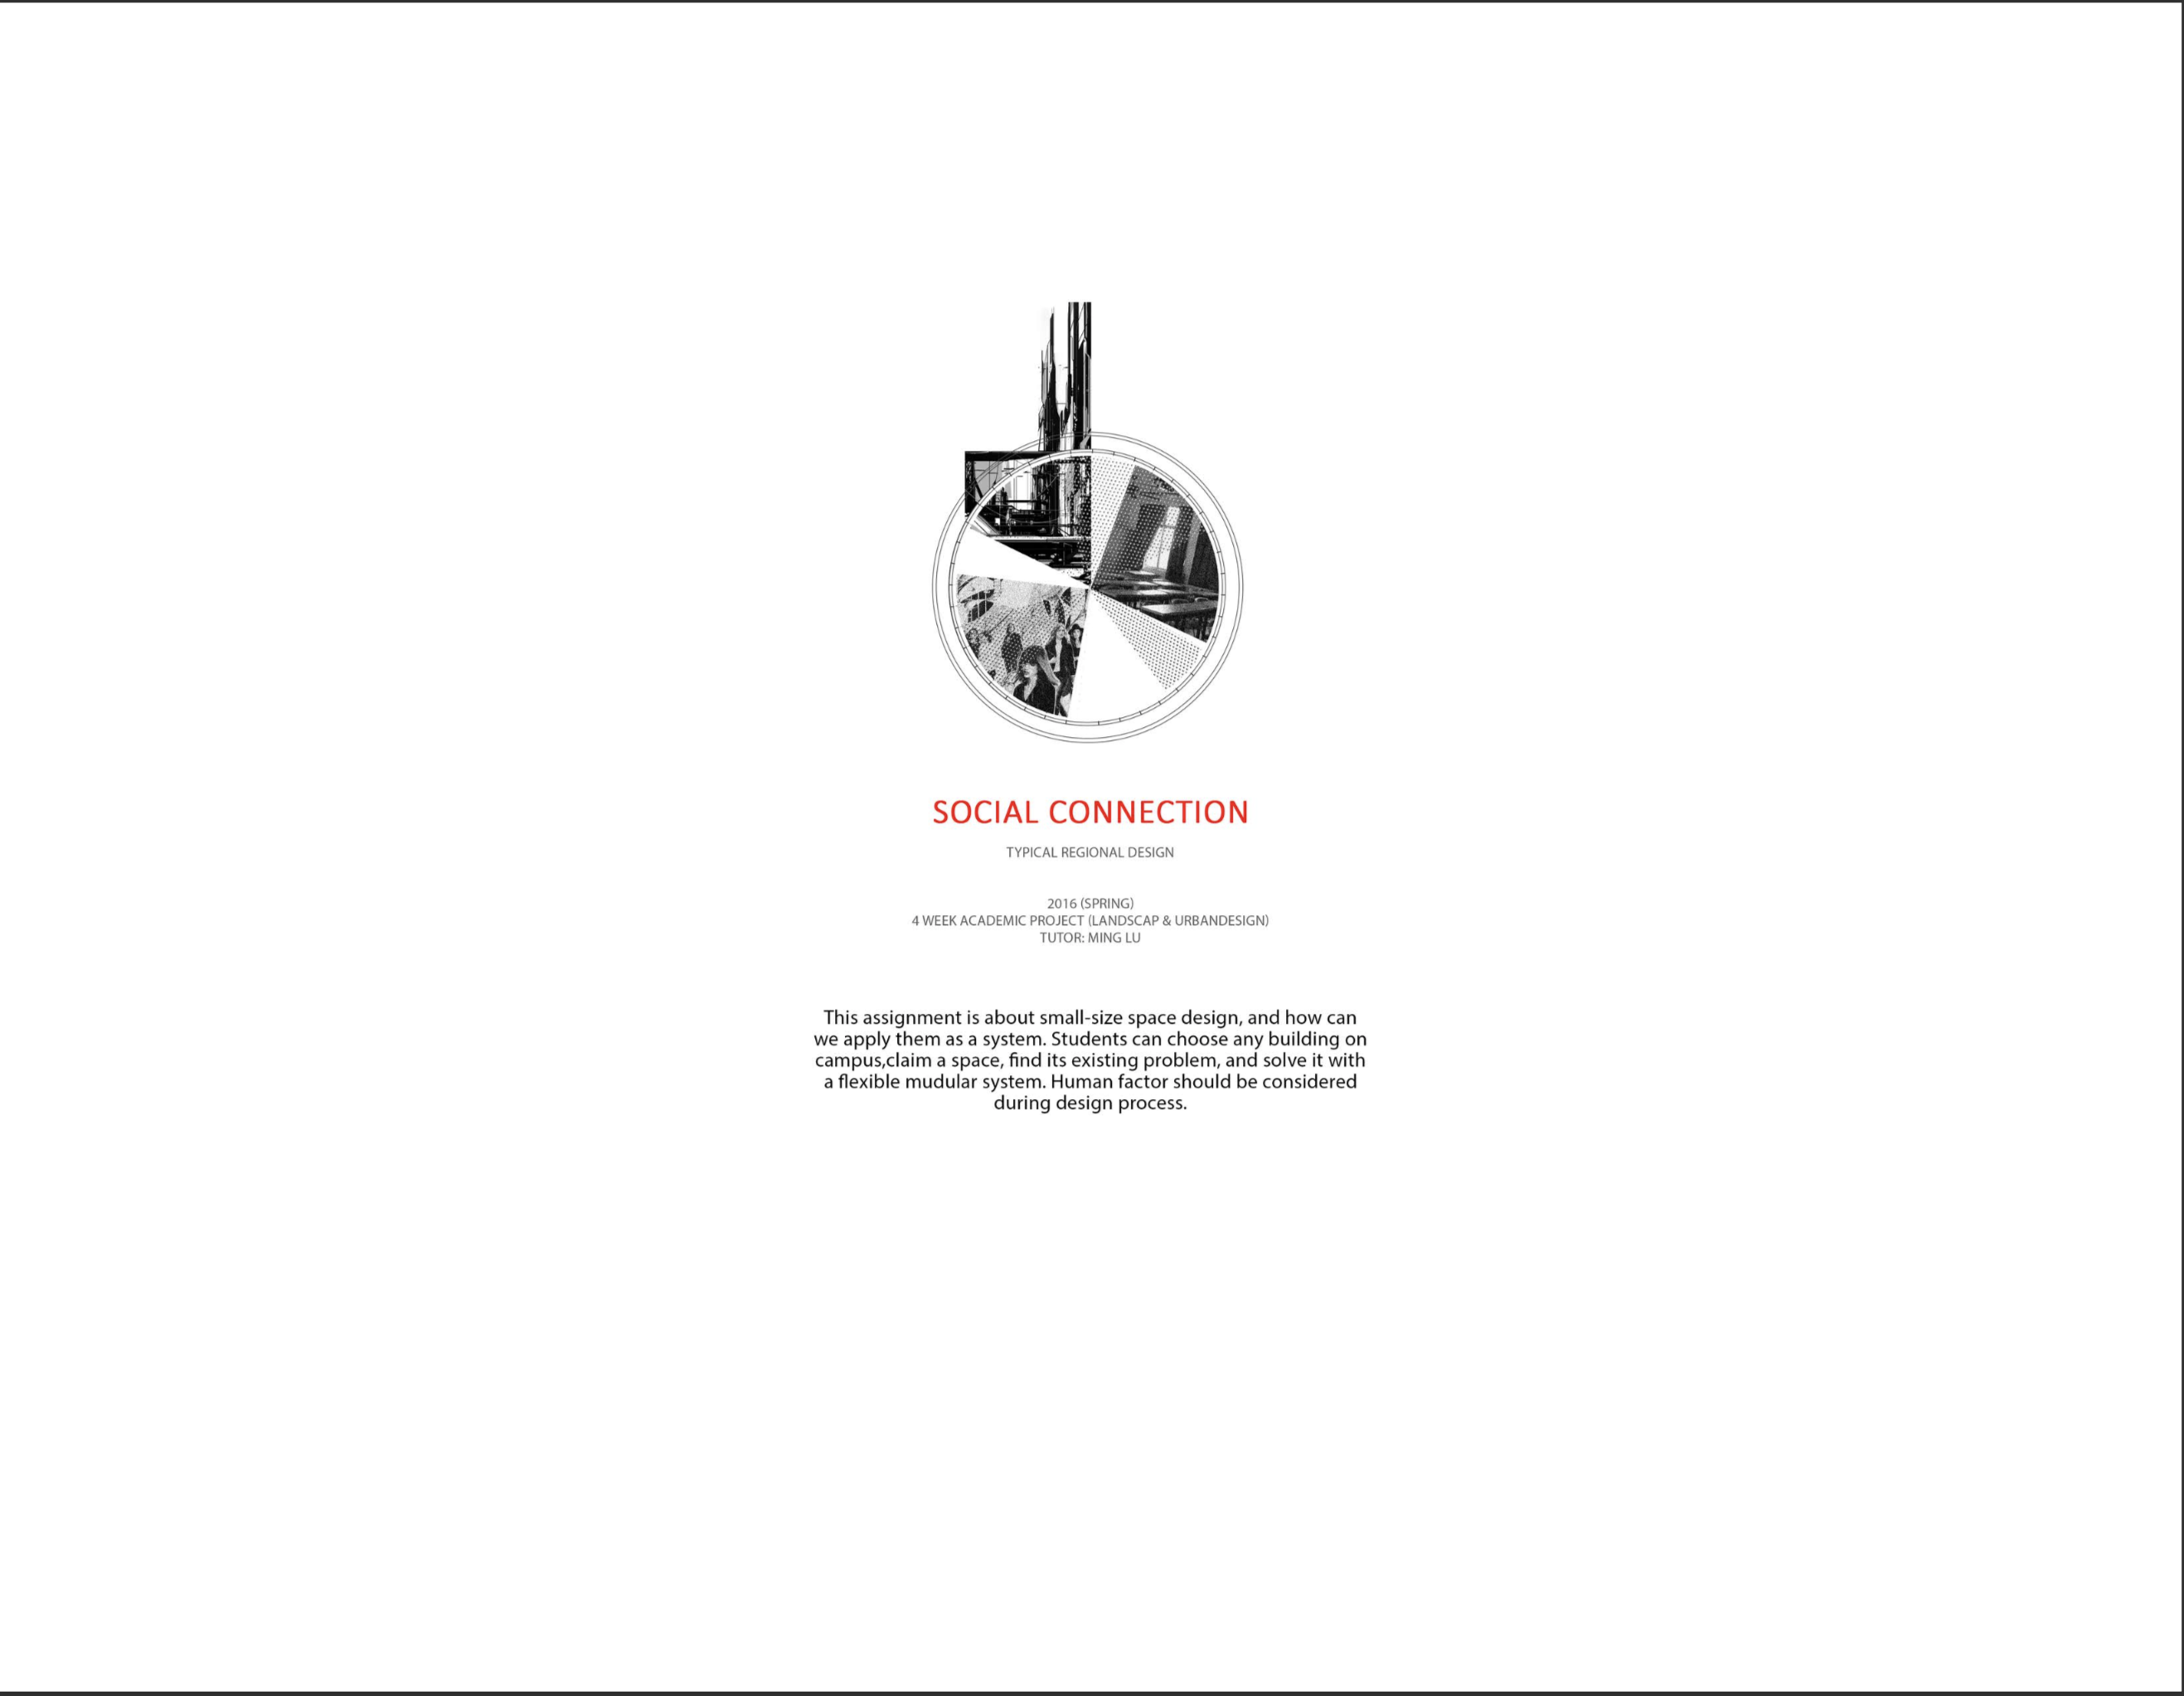 SOCIAL CONNECTION
TYPICAL REGIONAL DESIGN
2016 (SPRING)
4 WEEK ACADEMIC PROJECT (LANDSCAP & URBANDESIGN)
TUTOR: MING LU
This assignment is about small-size space design, and how can
we apply them as a system. Students can choose any building on
campus,claim a space, find its existing problem, and solve it with
a flexible mudular system. Human factor should be considered
during design process.